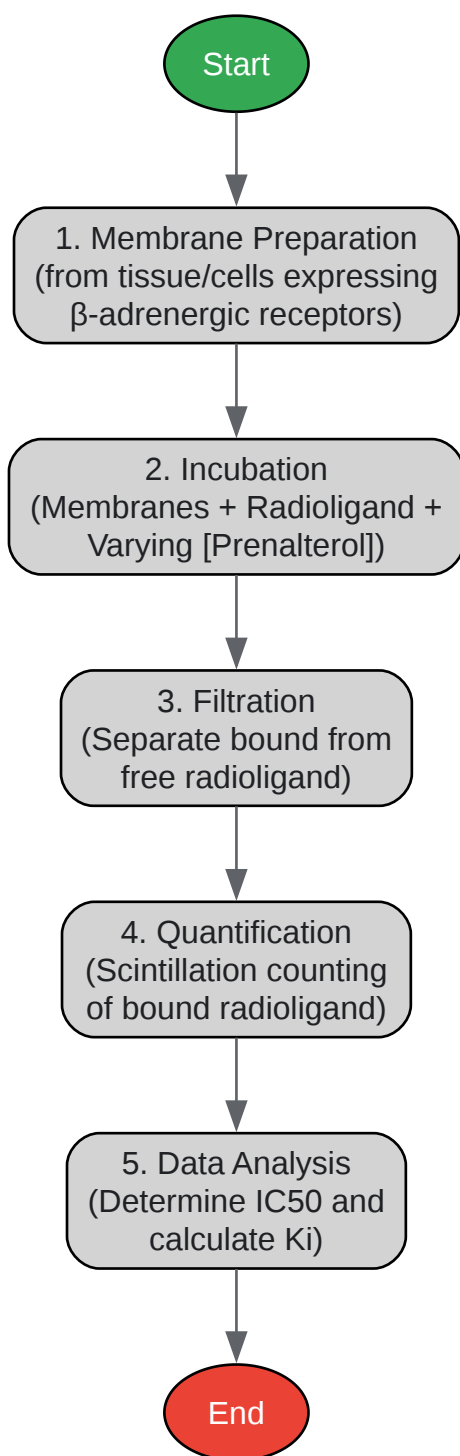 Start
1. Membrane Preparation
(from tissue/cells expressing
β-adrenergic receptors)
2. Incubation
(Membranes + Radioligand +
Varying [Prenalterol])
3. Filtration
(Separate bound from
free radioligand)
4. Quantification
(Scintillation counting
of bound radioligand)
5. Data Analysis
(Determine IC50 and
calculate Ki)
End